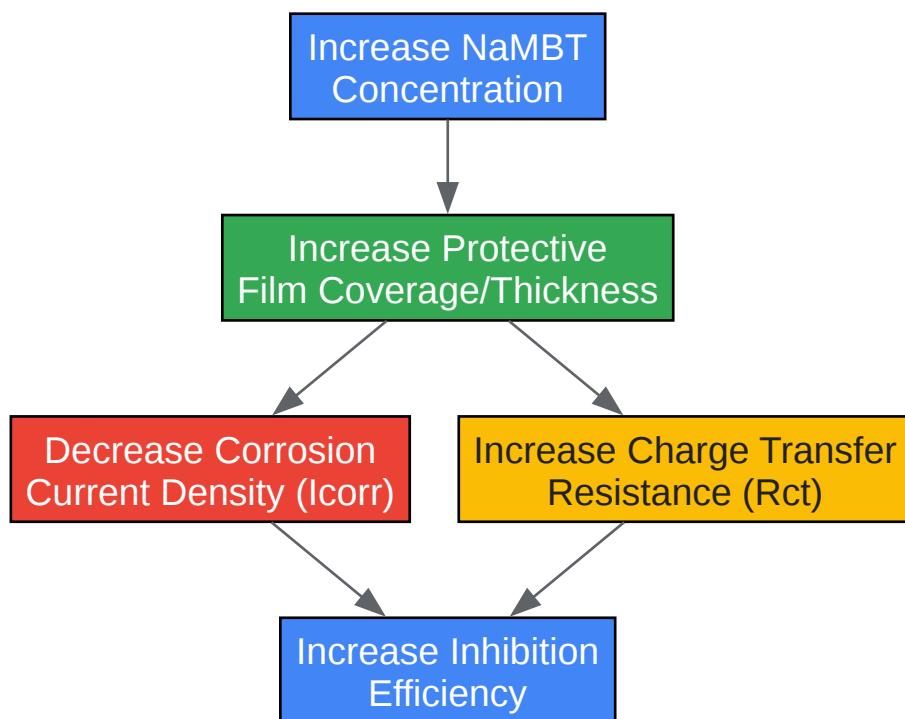 Increase NaMBT
Concentration
Increase Protective
Film Coverage/Thickness
Decrease Corrosion
Current Density (Icorr)
Increase Charge Transfer
Resistance (Rct)
Increase Inhibition
Efficiency